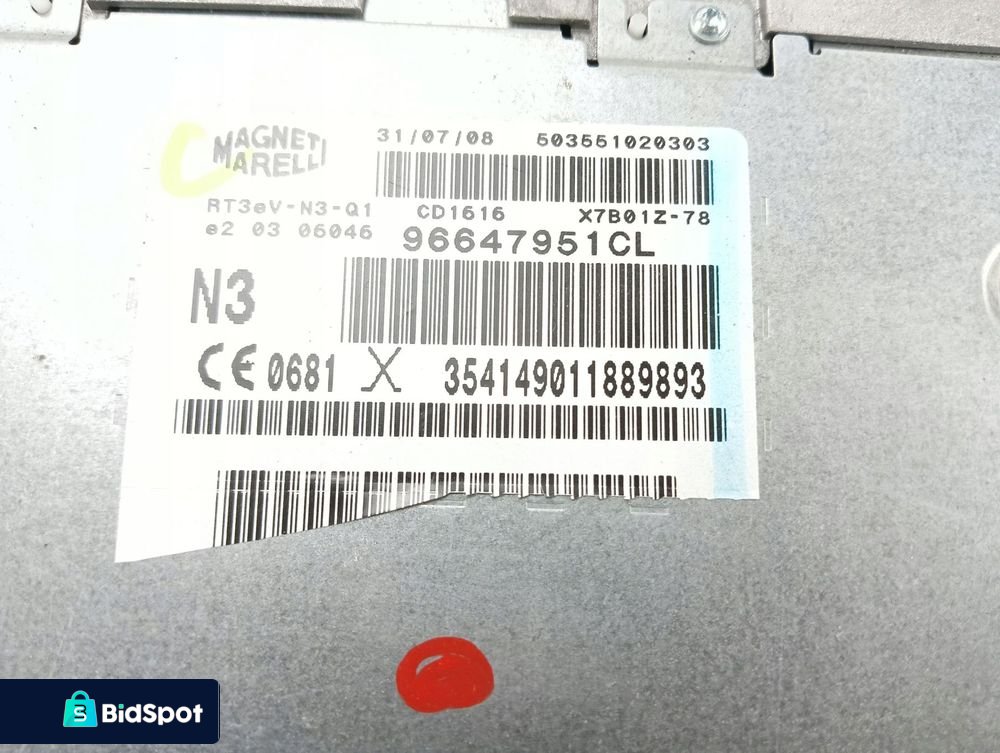 MAGNETI
MARELLI
31/07/08 503551020303
RT3eV-N3-Q1 CD1616 X7B01Z-78
e2 03 06046 96647951CL
N3
CE 0681 X 354149011889893
BidSpot